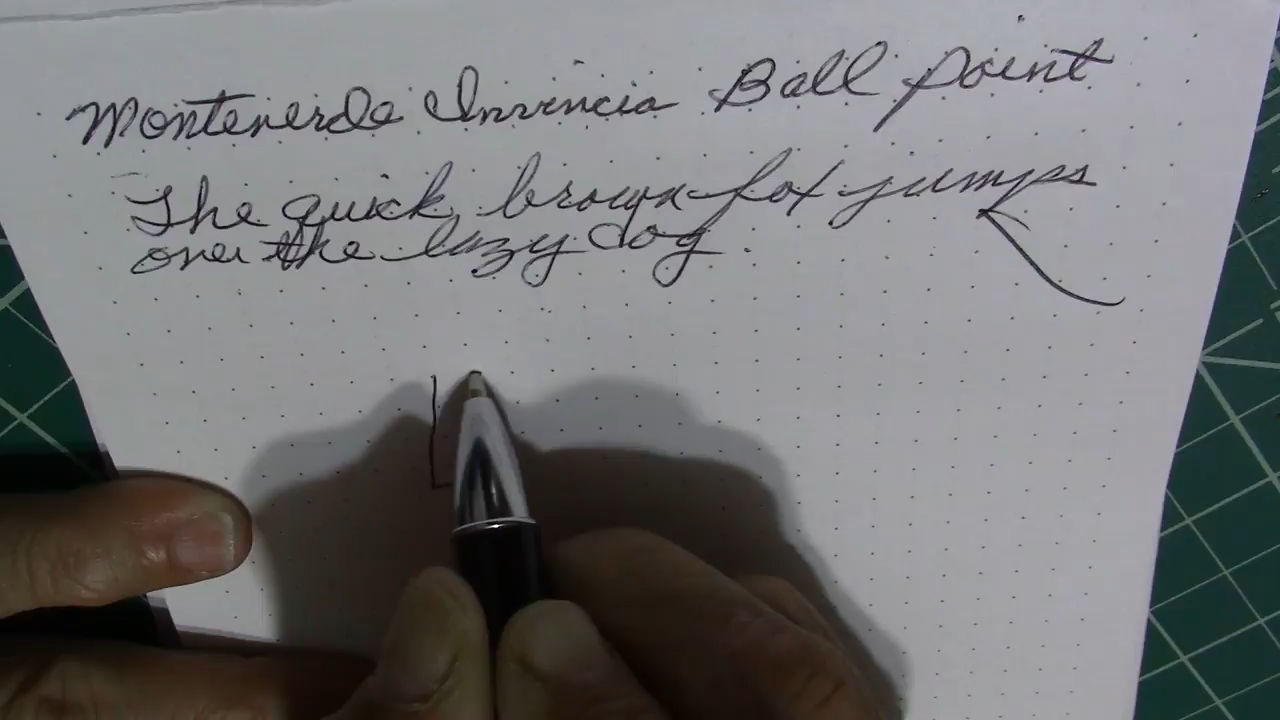 Monteverde Invincia Ball Point
The quick brown fox jumps
over the lazy dog.